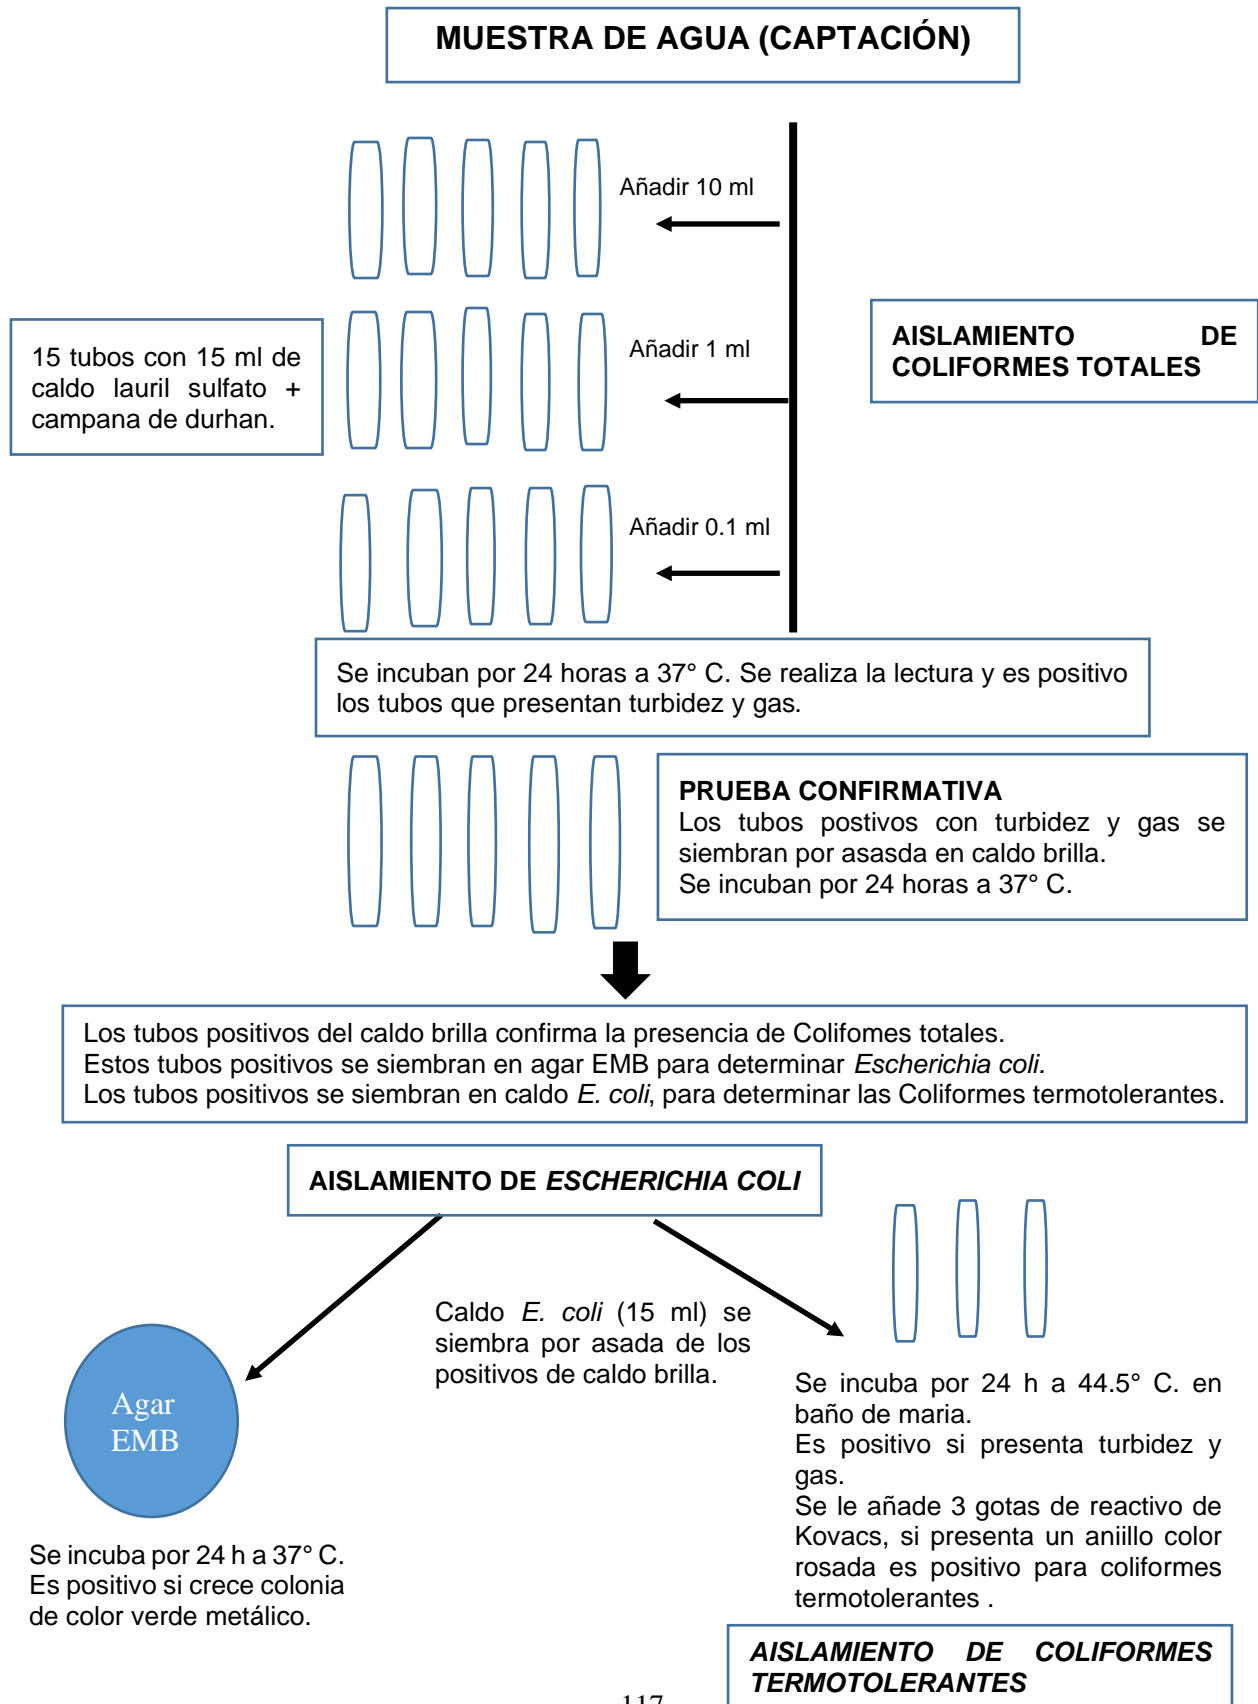 MUESTRA DE AGUA (CAPTACIÓN)
Añadir 10 ml
15 tubos con 15 ml de
caldo lauril sulfato +
campana de durhan.
Añadir 1 ml
AISLAMIENTO DE
COLIFORMES TOTALES
Añadir 0.1 ml
Se incuban por 24 horas a 37° C. Se realiza la lectura y es positivo
los tubos que presentan turbidez y gas.
PRUEBA CONFIRMATIVA
Los tubos postivos con turbidez y gas se
siembran por asasda en caldo brilla.
Se incuban por 24 horas a 37° C.
Los tubos positivos del caldo brilla confirma la presencia de Colifomes totales.
Estos tubos positivos se siembran en agar EMB para determinar Escherichia coli.
Los tubos positivos se siembran en caldo E. coli, para determinar las Coliformes termotolerantes.
AISLAMIENTO DE ESCHERICHIA COLI
Caldo E. coli (15 ml) se
siembra por asada de los
positivos de caldo brilla.
Agar
EMB
Se incuba por 24 h a 37° C.
Es positivo si crece colonia
de color verde metálico.
Se incuba por 24 h a 44.5° C. en
baño de maria.
Es positivo si presenta turbidez y
gas.
Se le añade 3 gotas de reactivo de
Kovacs, si presenta un aniillo color
rosada es positivo para coliformes
termotolerantes .
AISLAMIENTO DE COLIFORMES
TERMOTOLERANTES
117